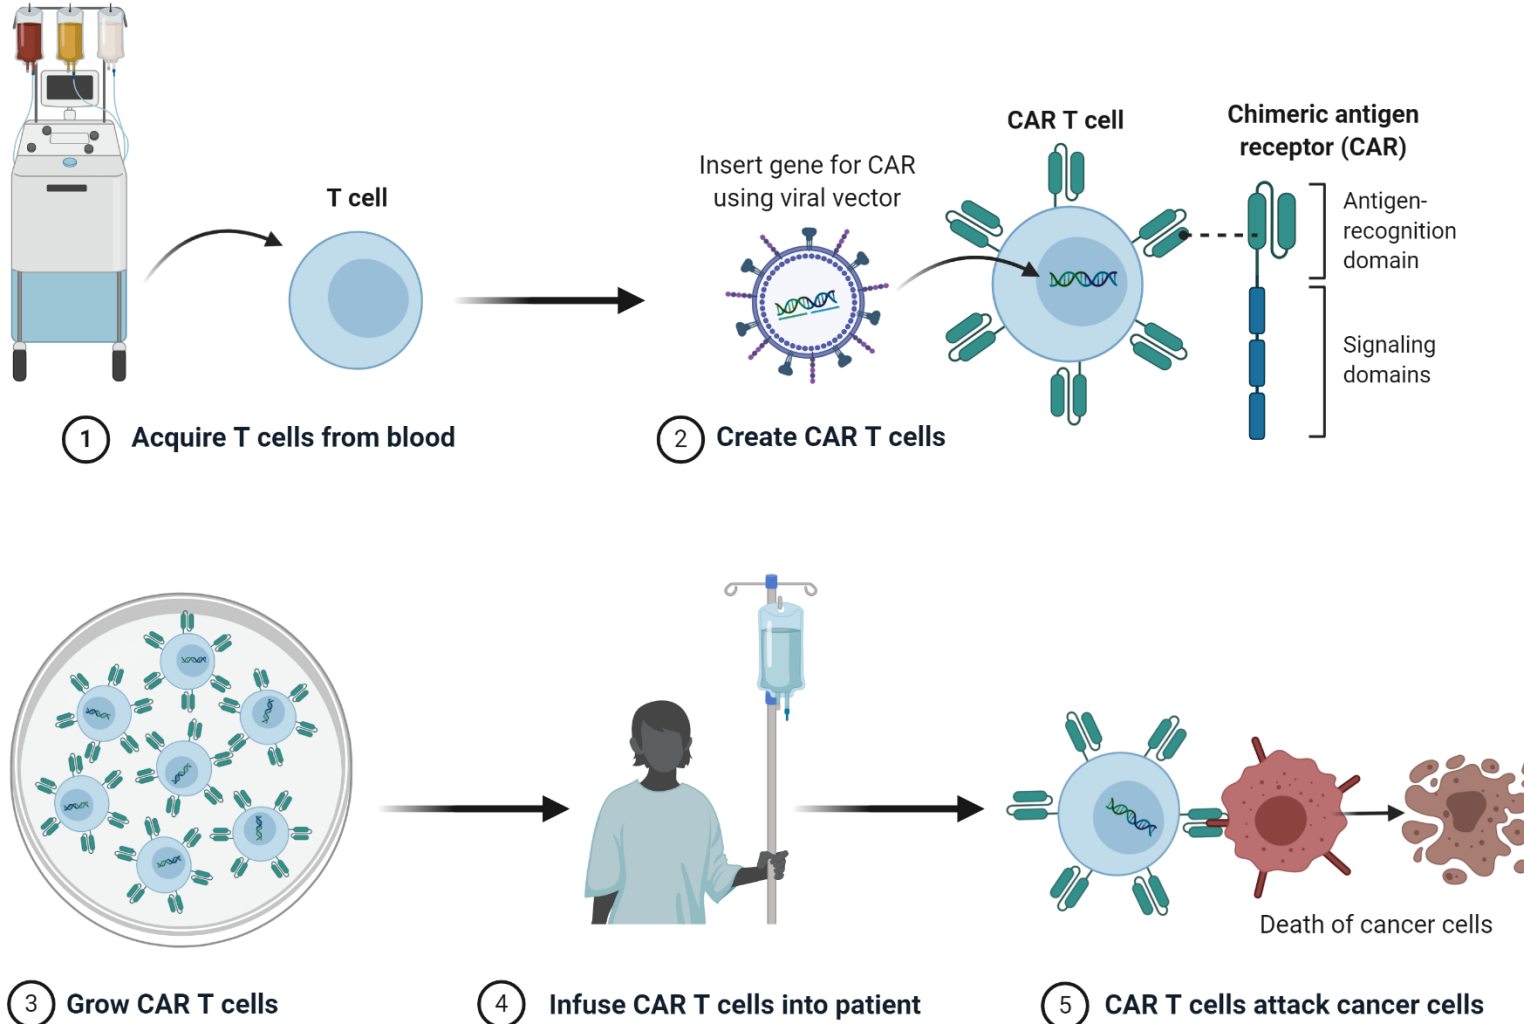 T cell
1 Acquire T cells from blood
Insert gene for CAR
using viral vector
CAR T cell
Chimeric antigen
receptor (CAR)
Antigen-
recognition
domain
Signaling
domains
2 Create CAR T cells
3 Grow CAR T cells
4 Infuse CAR T cells into patient
Death of cancer cells
5 CAR T cells attack cancer cells